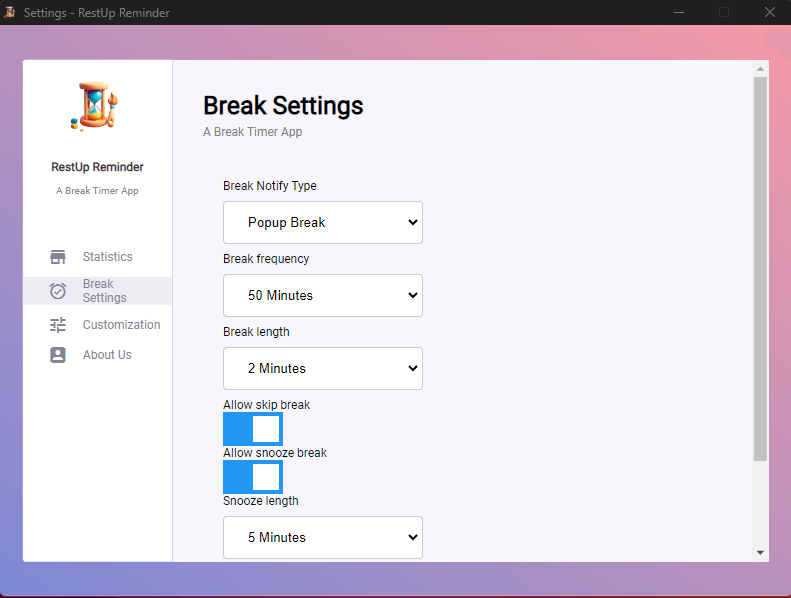 Settings - RestUp Reminder
RestUp Reminder
A Break Timer App
Statistics
Break
Settings
Customization
About Us
Break Settings
A Break Timer App
Break Notify Type
Popup Break
Break frequency
50 Minutes
Break length
2 Minutes
Allow skip break
Allow snooze break
Snooze length
5 Minutes